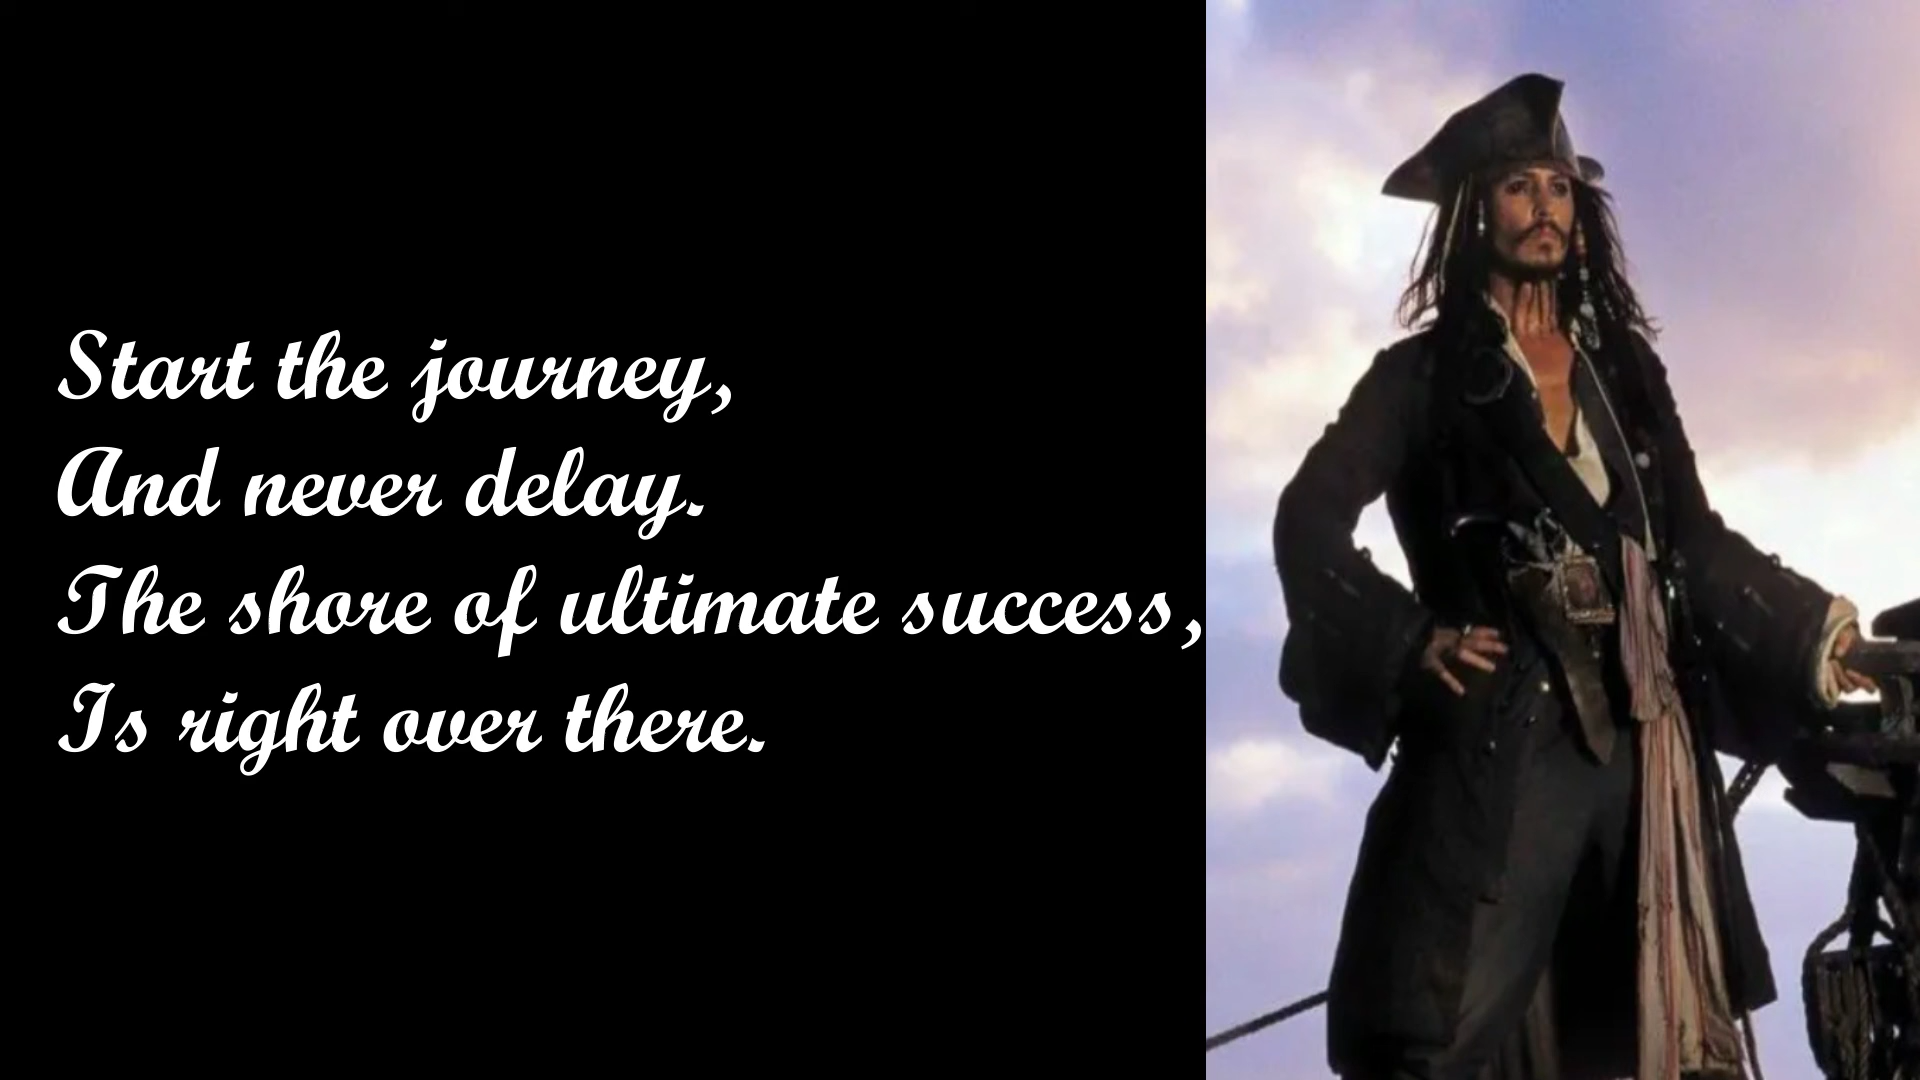 Start the journey,
And never delay.
The shore of ultimate success,
Is right over there.